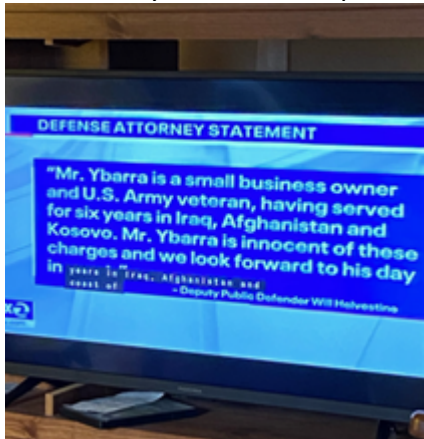 DEFENSE ATTORNEY STATEMENT
"Mr. Ybarra is a small business owner
and U.S. Army veteran, having served
for six years in Iraq, Afghanistan and
Kosovo. Mr. Ybarra is innocent of these
charges and we look forward to his day
in
years in Iraq, Afghanistan and
- Deputy Public Defender Will Helvestine